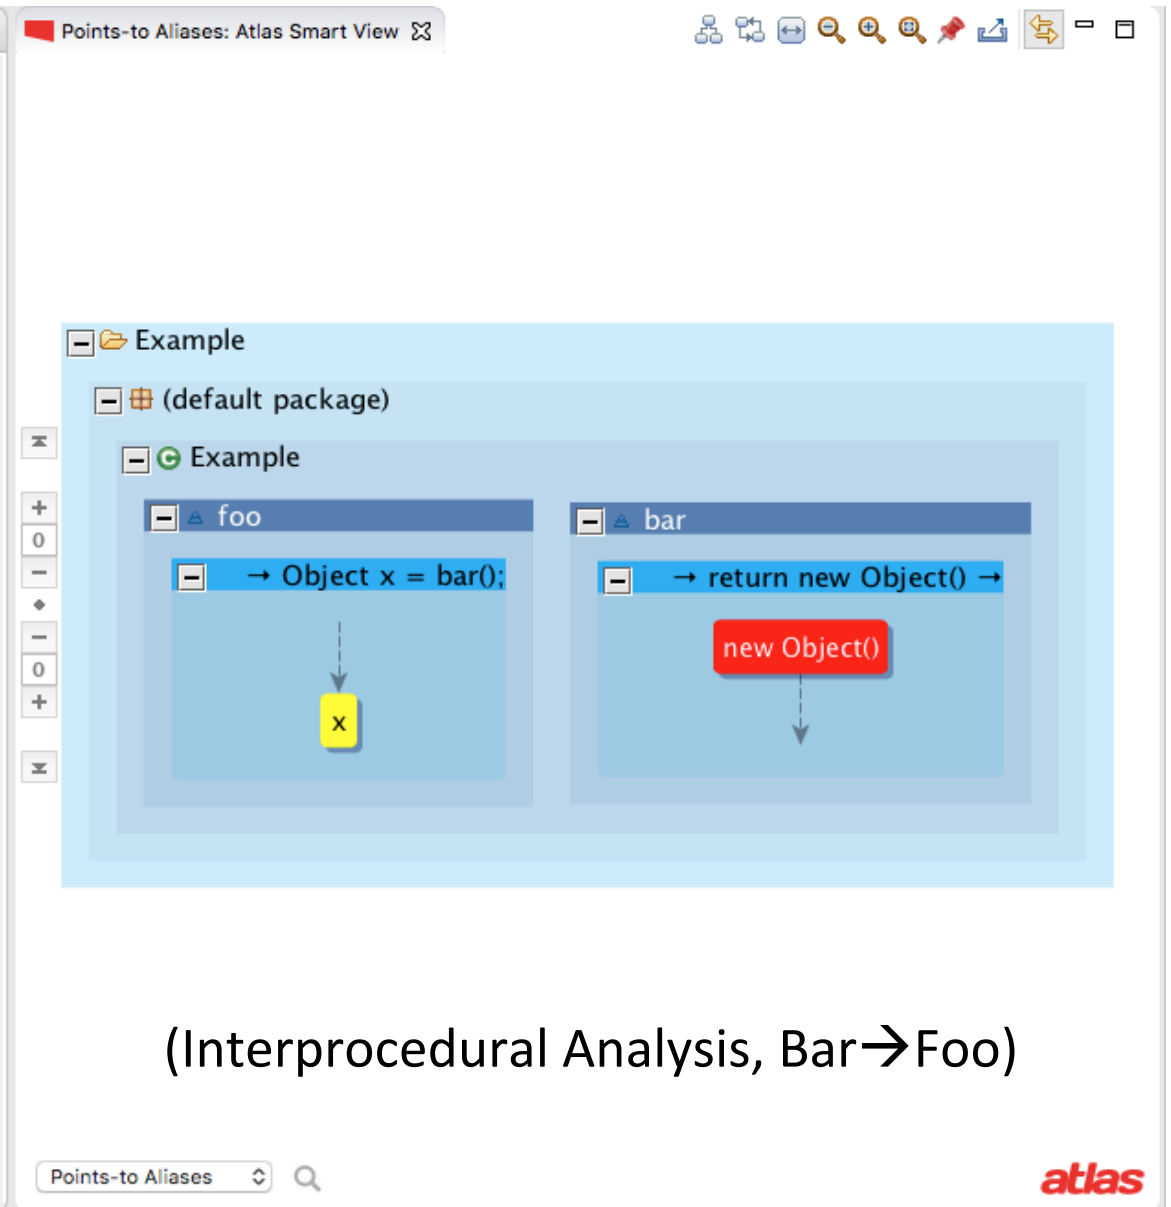 Points-to Aliases: Atlas Smart View
Example
(default package)
Example
foo
bar
→ Object x = bar();
→ return new Object() →
new Object()
x
+
0
−
−
0
+
(Interprocedural Analysis, Bar→Foo)
Points-to Aliases
atlas